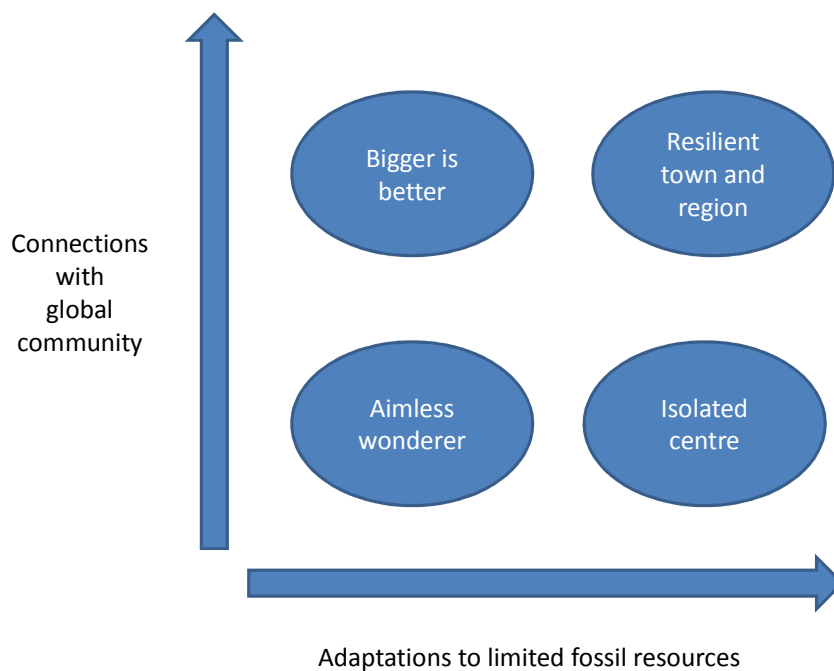 Bigger is
better
Resilient
town and
region
Connections
with
global
community
Aimless
wonderer
Isolated
centre
Adaptations to limited fossil resources